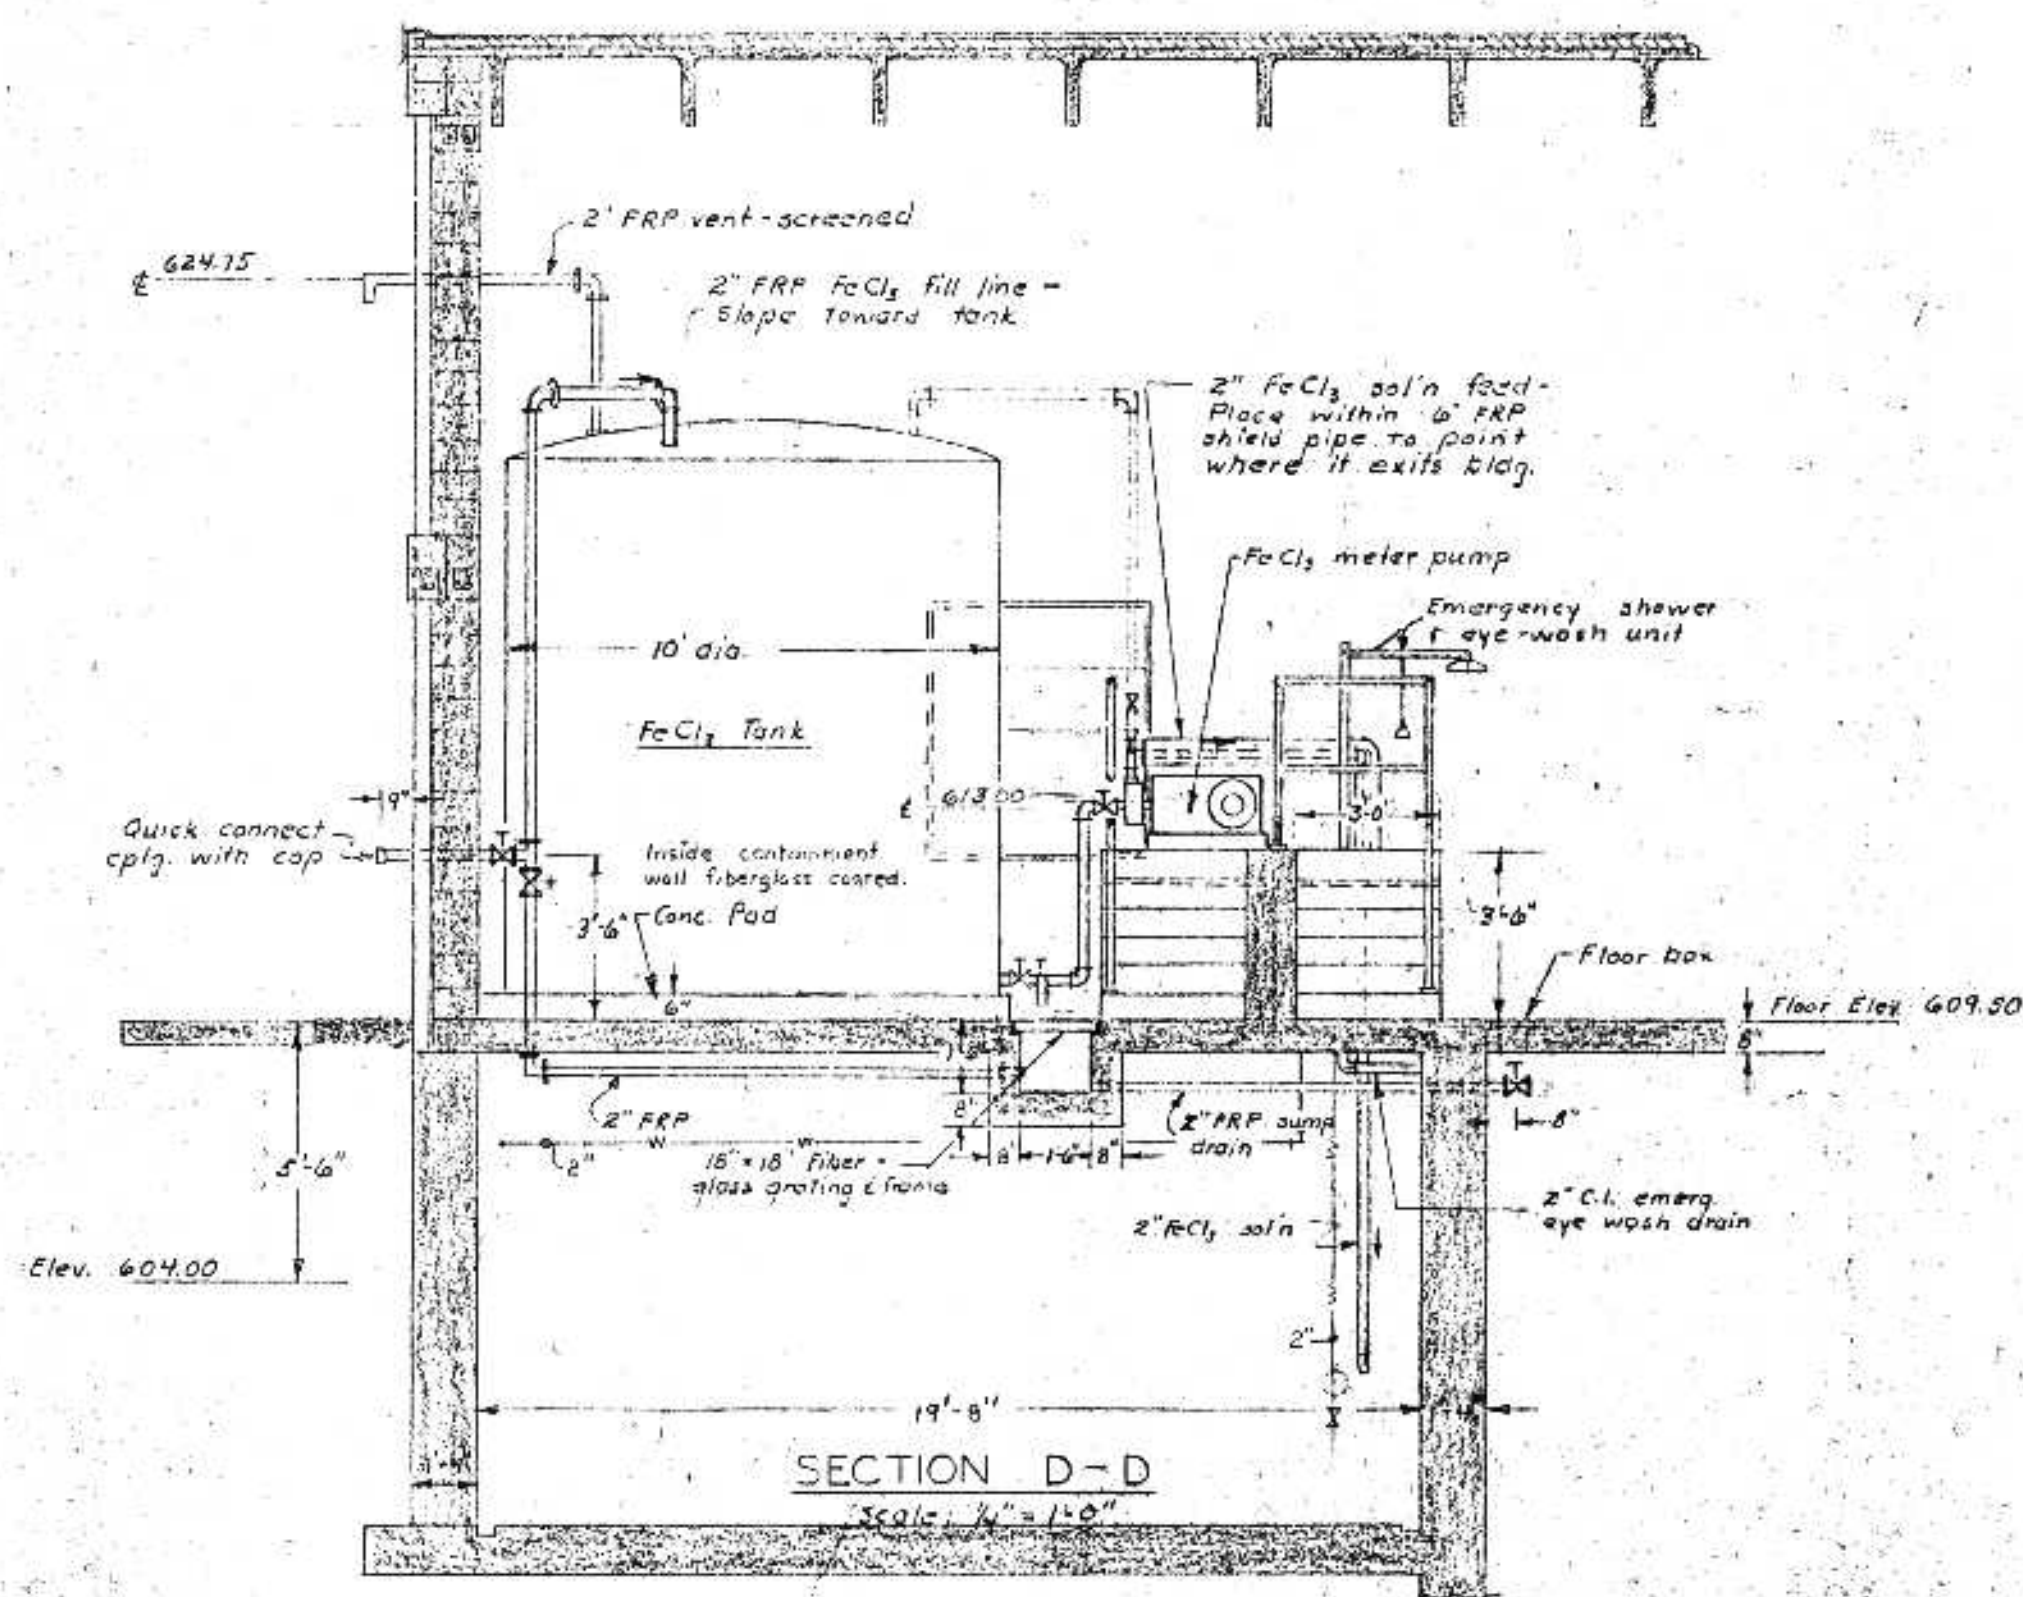 2' FRP vent-screened
℄ 624.75
2" FRP FeCl3 fill line -
Slope toward tank
2" FeCl3 sol'n feed-
Place within 6" FRP
shield pipe to point
where it exits bldg.
FeCl3 meter pump
Emergency shower
& eye-wash unit
10' dia.
FeCl3 Tank
9"
℄ 613.00
3'-0"
Quick connect
cplg. with cap
Inside containment
wall fiberglass coated.
3'-6"
Conc. Pad
3'-6"
6"
Floor box
Floor Elev. 609.50
8"
2" FRP
8"
2" FRP sump
drain
8"
5'-6"
2"
W
W
18" x 18" Fiber-
glass grating & frame
8"
1'-6"
8"
2" C.I. emerg.
eye wash drain
2" FeCl3 sol'n
Elev. 604.00
2"
19'-8"
SECTION D-D
Scale: 1/4" = 1'-0"